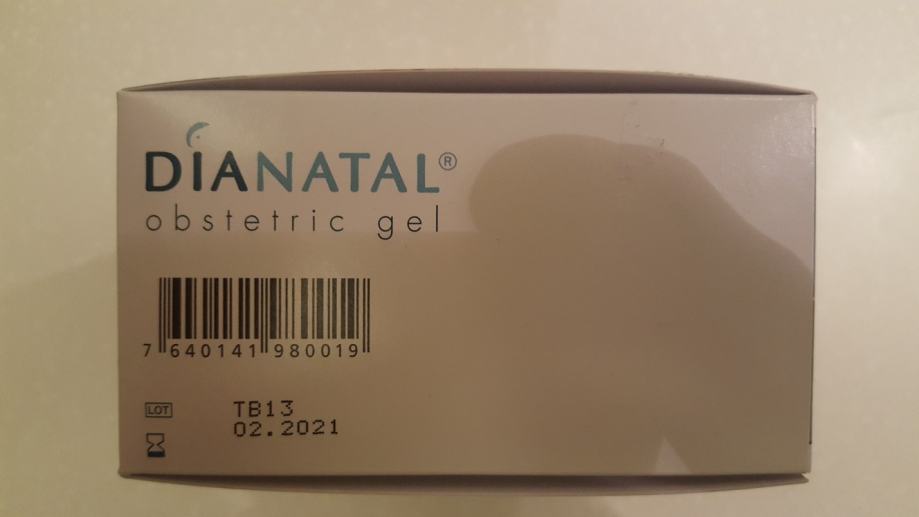 DIANATAL®
obstetric gel
7 640141 980019
LOT TB13
02.2021